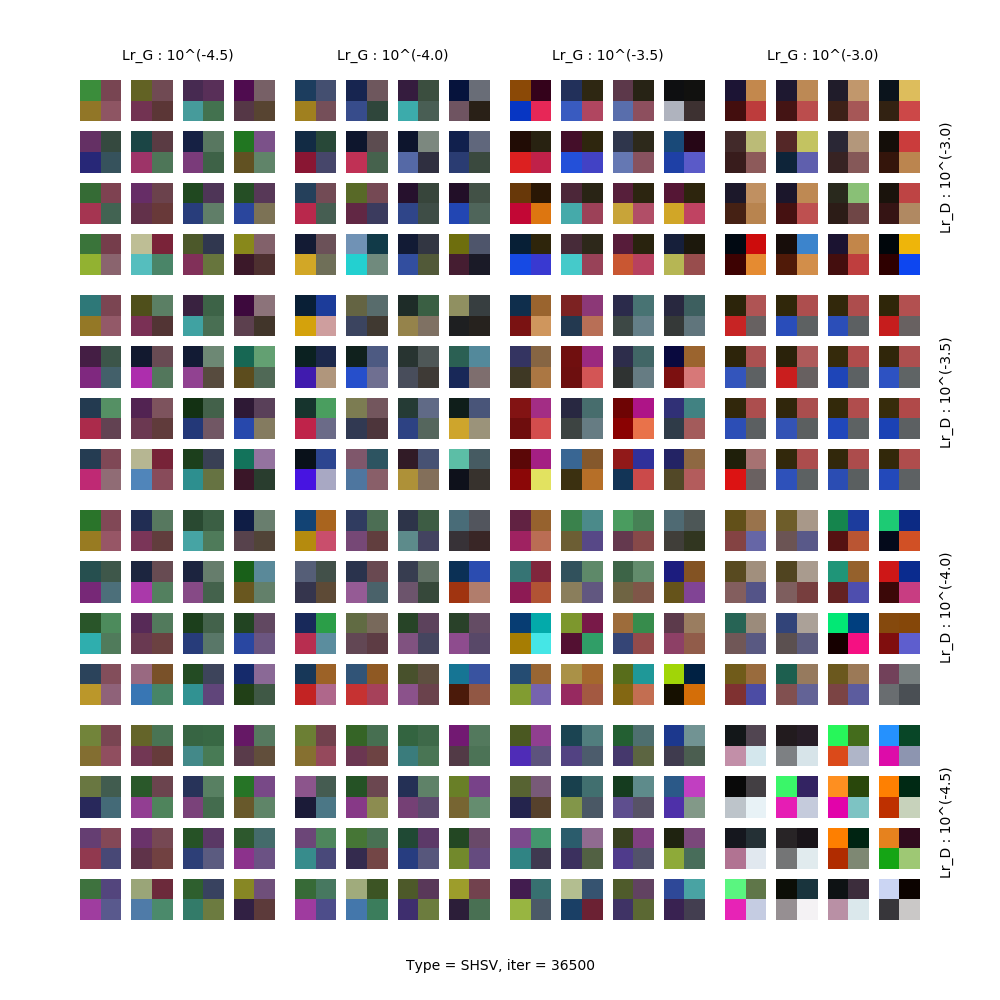 Lr_G : 10^(-4.5)
Lr_G : 10^(-4.0)
Lr_G : 10^(-3.5)
Lr_G : 10^(-3.0)
Lr_D : 10^(-3.0)
Lr_D : 10^(-3.5)
Lr_D : 10^(-4.0)
Lr_D : 10^(-4.5)
Type = SHSV, iter = 36500